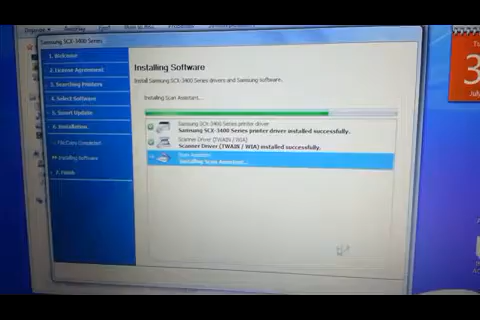 Samsung SCX-3400 Series
1. Welcome
2. License Agreement
3. Searching Printers
4. Select Software
5. Smart Update
6. Installation
Installing Software
7. Finish
Installing Software
Install Samsung SCX-3400 Series drivers and Samsung software.
Installing Scan Assistant...
Samsung SCX-3400 Series printer driver
Samsung SCX-3400 Series printer driver installed successfully.
Scanner Driver (TWAIN / WIA)
Scanner Driver (TWAIN / WIA) installed successfully.
Scan Assistant
Installing Scan Assistant...
3
July